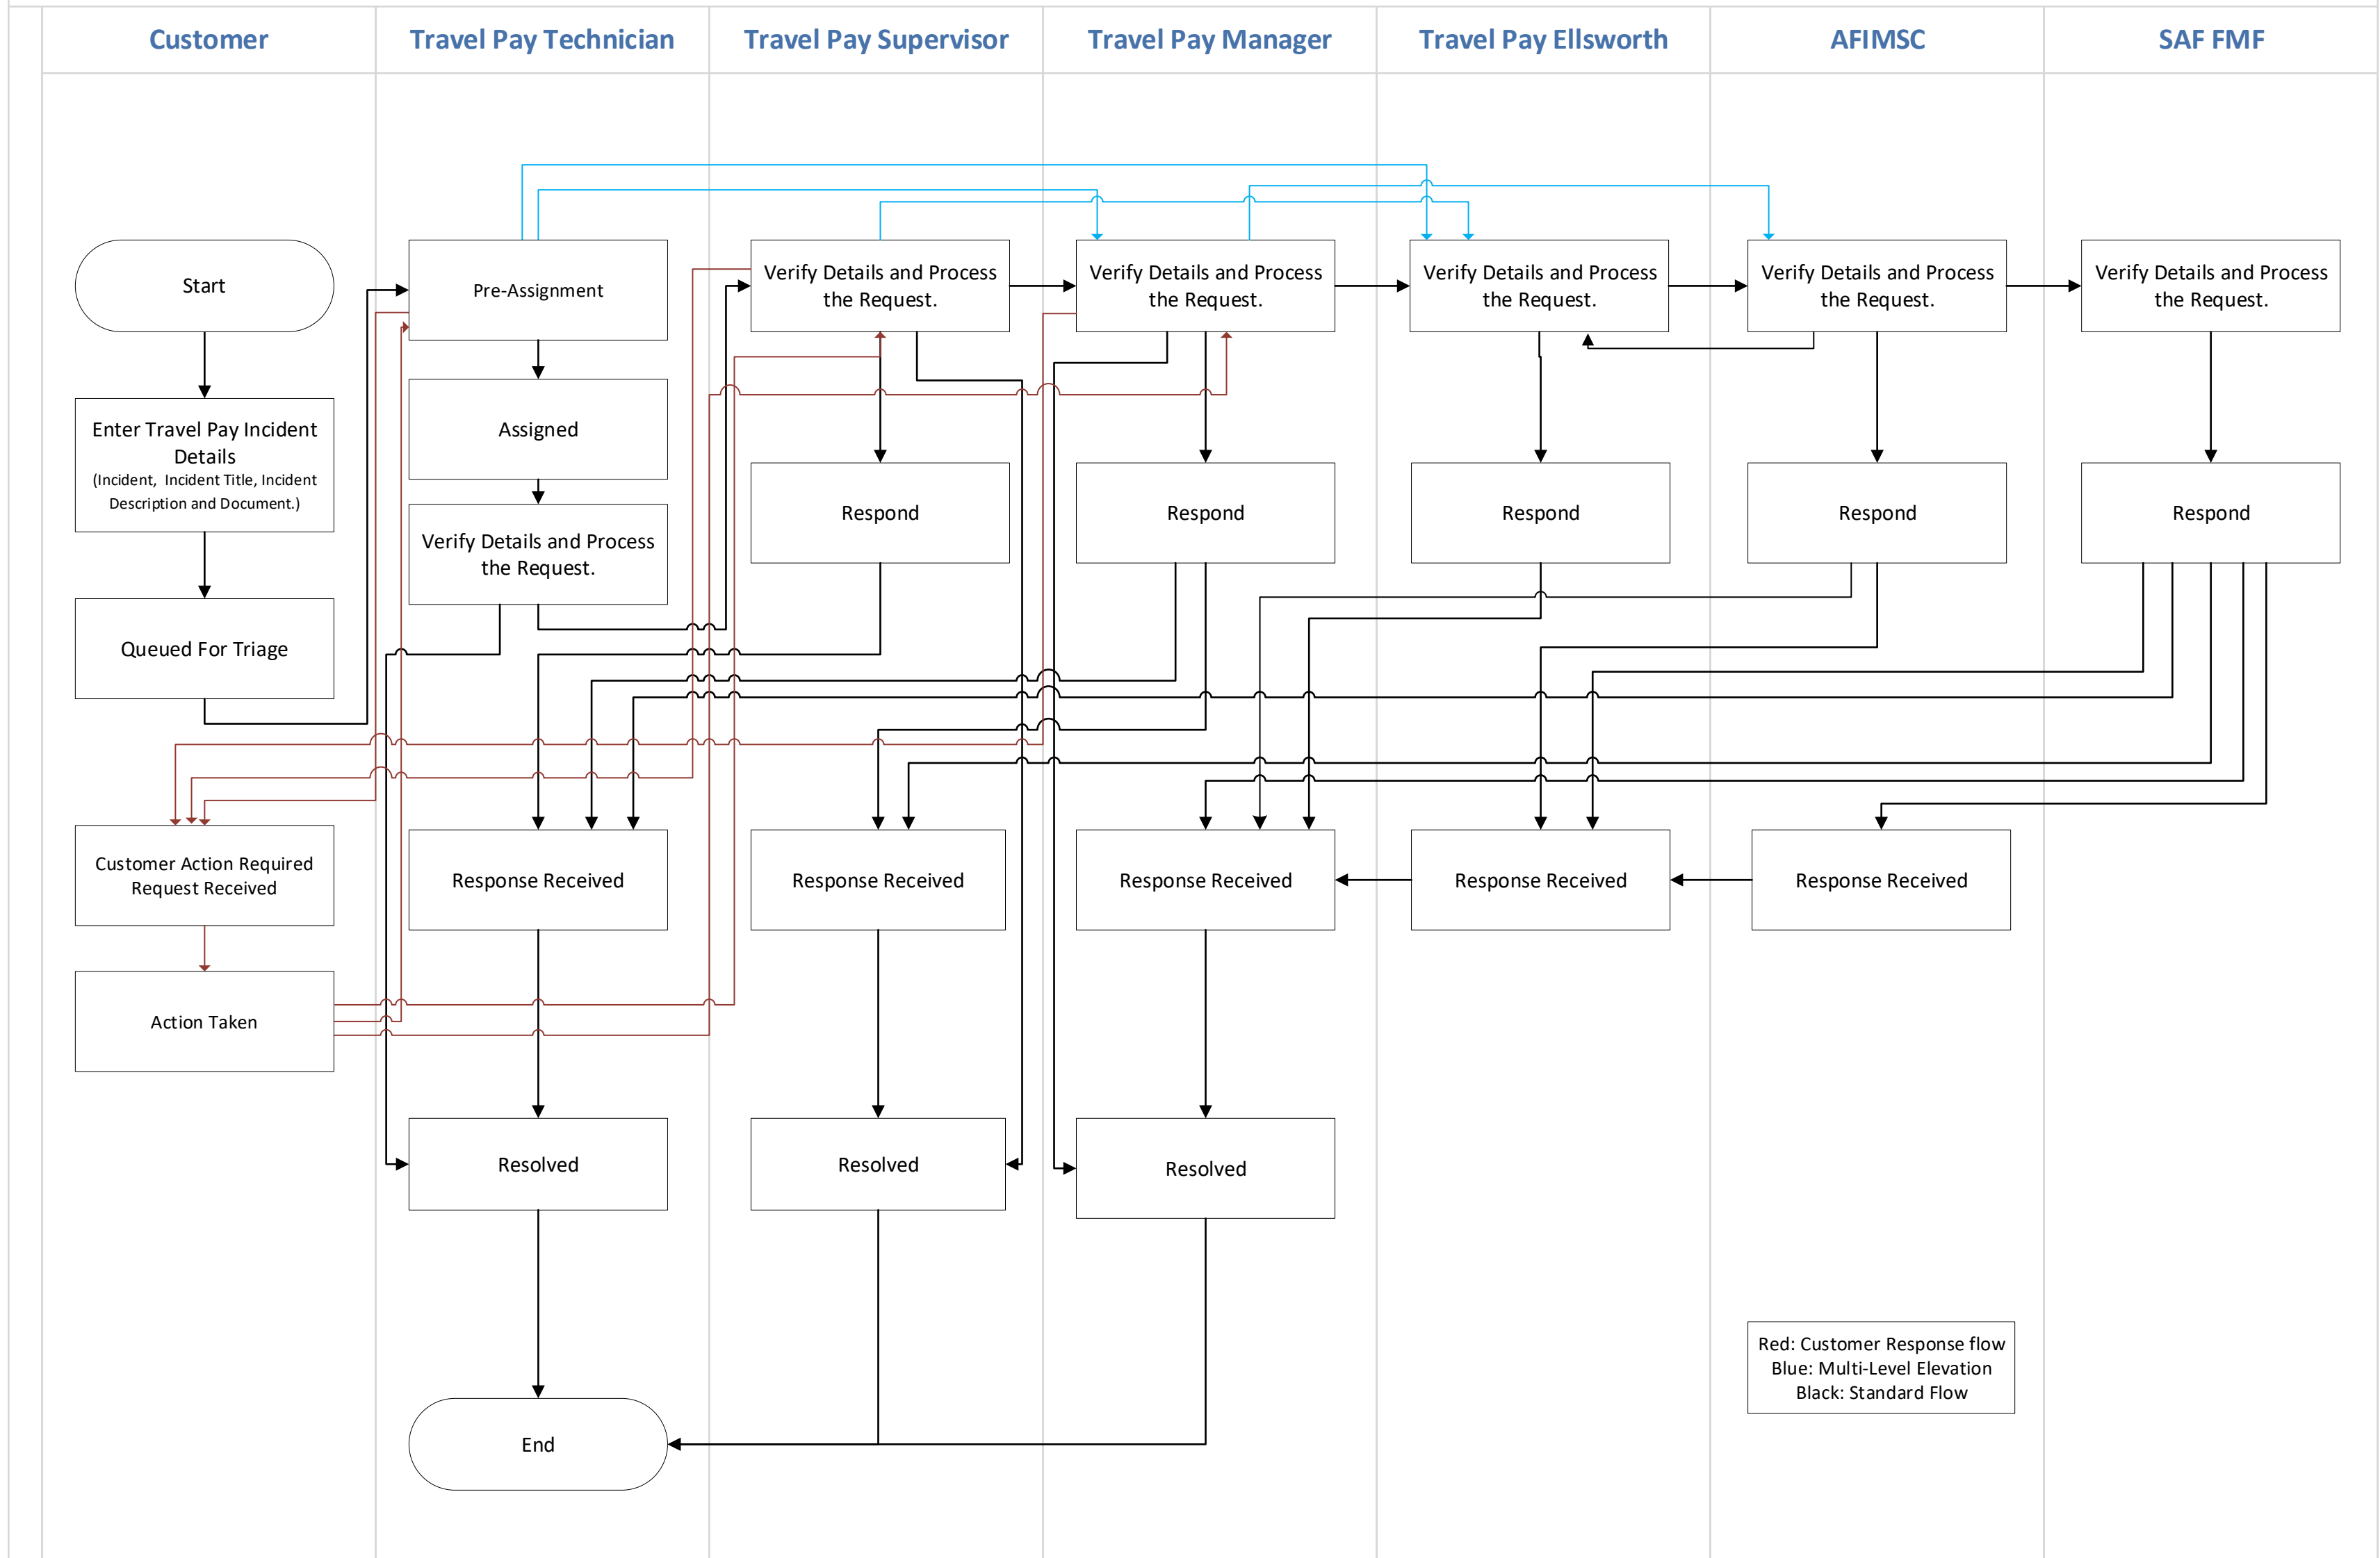 Customer
Travel Pay Technician
Travel Pay Supervisor
Travel Pay Manager
Travel Pay Ellsworth
AFIMSC
SAF FMF
Start
Pre-Assignment
Verify Details and Process
the Request.
Verify Details and Process
the Request.
Verify Details and Process
the Request.
Verify Details and Process
the Request.
Verify Details and Process
the Request.
Enter Travel Pay Incident
Details
(Incident, Incident Title, Incident
Description and Document.)
Assigned
Verify Details and Process
the Request.
Respond
Respond
Respond
Respond
Respond
Queued For Triage
Customer Action Required
Request Received
Response Received
Response Received
Response Received
Response Received
Response Received
Action Taken
Resolved
Resolved
Resolved
Red: Customer Response flow
Blue: Multi-Level Elevation
Black: Standard Flow
End